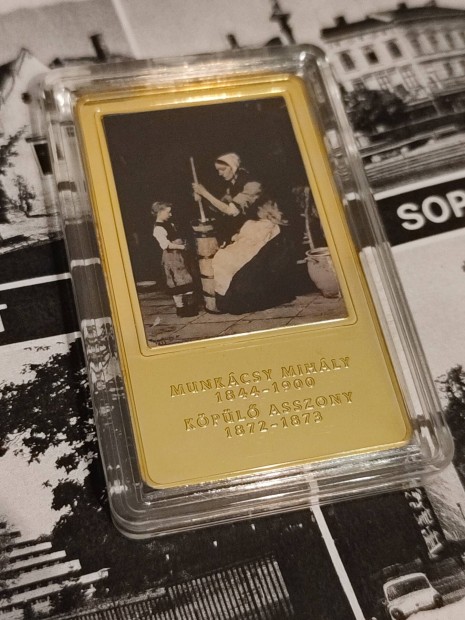 SOP
T
MUNKÁCSY MIHÁLY
1844-1900
KÖPÜLŐ ASSZONY
1872-1873